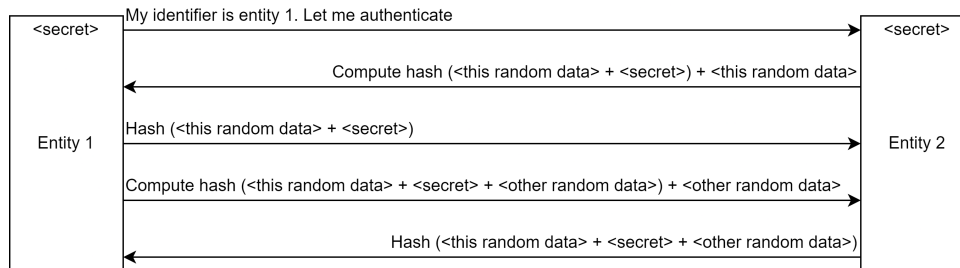 My identifier is entity 1. Let me authenticate
<secret>
<secret>
Compute hash (<this random data> + <secret>) + <this random data>
Entity 1
Hash (<this random data> + <secret>)
Entity 2
Compute hash (<this random data> + <secret> + <other random data>) + <other random data>
Hash (<this random data> + <secret> + <other random data>)